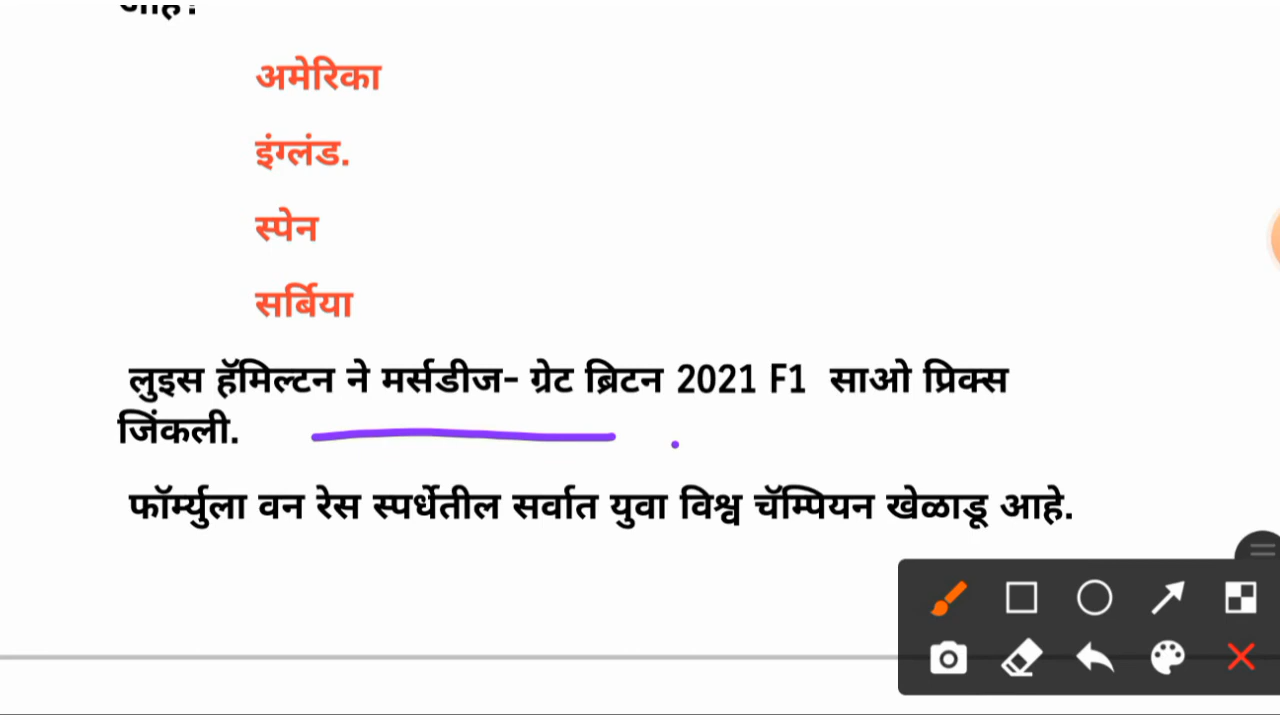 अमेरिका
इंग्लंड.
स्पेन
सर्बिया
लुइस हॅमिल्टन ने मर्सडीज- ग्रेट ब्रिटन 2021 F1 साओ प्रिक्स
जिंकली.
फॉर्म्युला वन रेस स्पर्धेतील सर्वात युवा विश्व चॅम्पियन खेळाडू आहे.